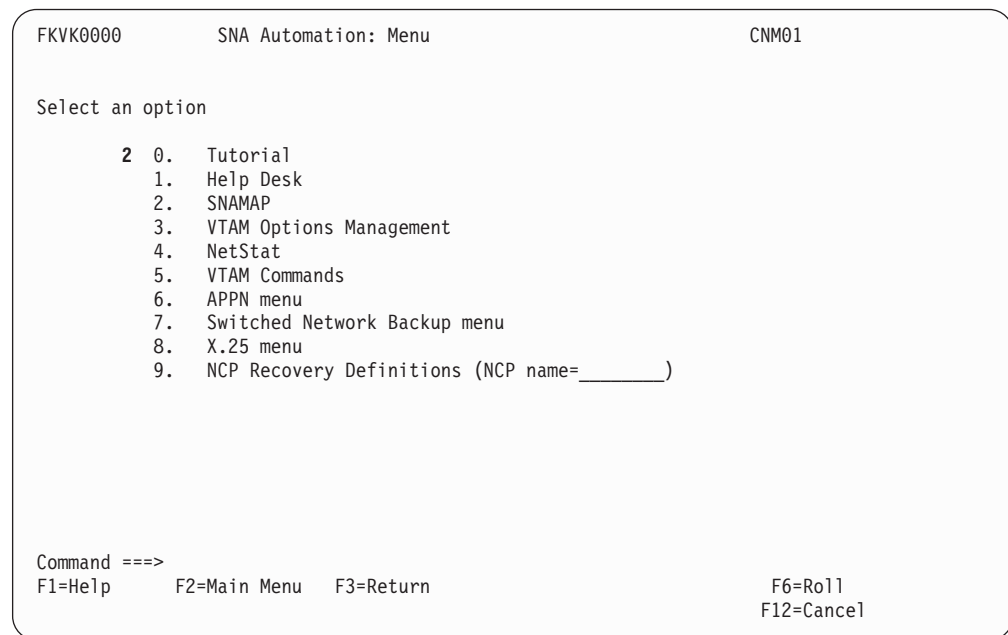 FKVK0000 SNA Automation: Menu CNM01
Select an option
2 0. Tutorial
1. Help Desk
2. SNAMAP
3. VTAM Options Management
4. NetStat
5. VTAM Commands
6. APPN menu
7. Switched Network Backup menu
8. X.25 menu
9. NCP Recovery Definitions (NCP name=________)
Command ===>
F1=Help F2=Main Menu F3=Return F6=Roll
F12=Cancel